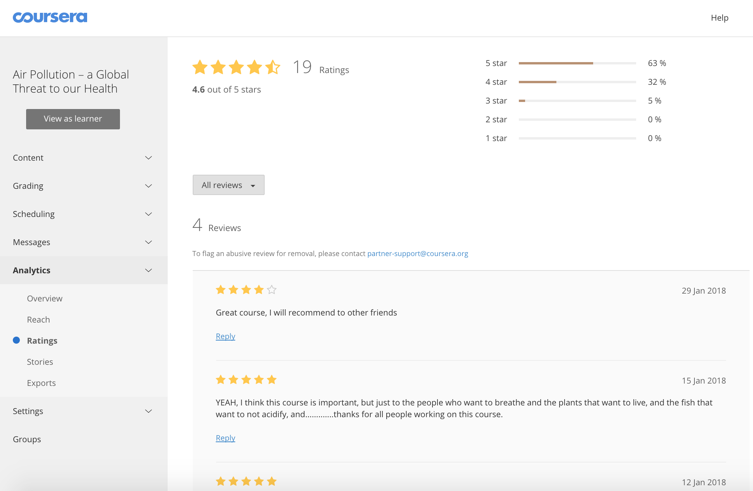 coursera
Help
Air Pollution – a Global
Threat to our Health
View as learner
Content
Grading
Scheduling
Messages
Analytics
Overview
Reach
Ratings
Stories
Exports
Settings
Groups
19 Ratings
4.6 out of 5 stars
5 star 63 %
4 star 32 %
3 star 5 %
2 star 0 %
1 star 0 %
All reviews
4 Reviews
To flag an abusive review for removal, please contact partner-support@coursera.org
29 Jan 2018
Great course, I will recommend to other friends
Reply
15 Jan 2018
YEAH, I think this course is important, but just to the people who want to breathe and the plants that want to live, and the fish that
want to not acidify, and.............thanks for all people working on this course.
Reply
12 Jan 2018